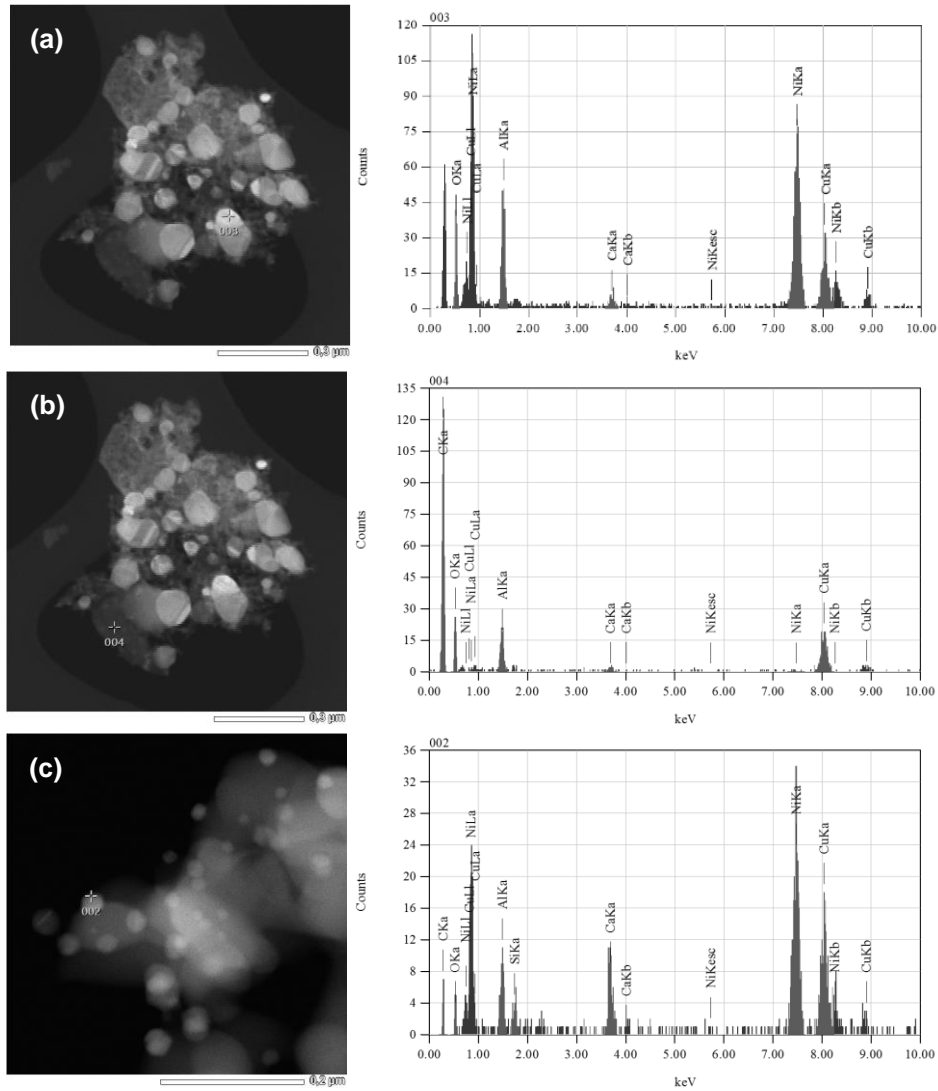 (a)
003
0,3 µm
003
120
105
90
75
60
45
30
15
0
Counts
OKa
NiLl
CuLl
NiLa
CuLa
AlKa
CaKa
CaKb
NiKesc
NiKa
CuKa
NiKb
CuKb
0.00 1.00 2.00 3.00 4.00 5.00 6.00 7.00 8.00 9.00 10.00
keV
(b)
004
0,3 µm
004
135
120
105
90
75
60
45
30
15
0
Counts
CKa
OKa
NiLl
NiLa
CuLl
CuLa
AlKa
CaKa
CaKb
NiKesc
NiKa
CuKa
NiKb
CuKb
0.00 1.00 2.00 3.00 4.00 5.00 6.00 7.00 8.00 9.00 10.00
keV
(c)
002
0,2 µm
002
36
32
28
24
20
16
12
8
4
0
Counts
CKa
OKa
NiLl
CuLl
NiLa
CuLa
AlKa
SiKa
CaKa
CaKb
NiKesc
NiKa
CuKa
NiKb
CuKb
0.00 1.00 2.00 3.00 4.00 5.00 6.00 7.00 8.00 9.00 10.00
keV